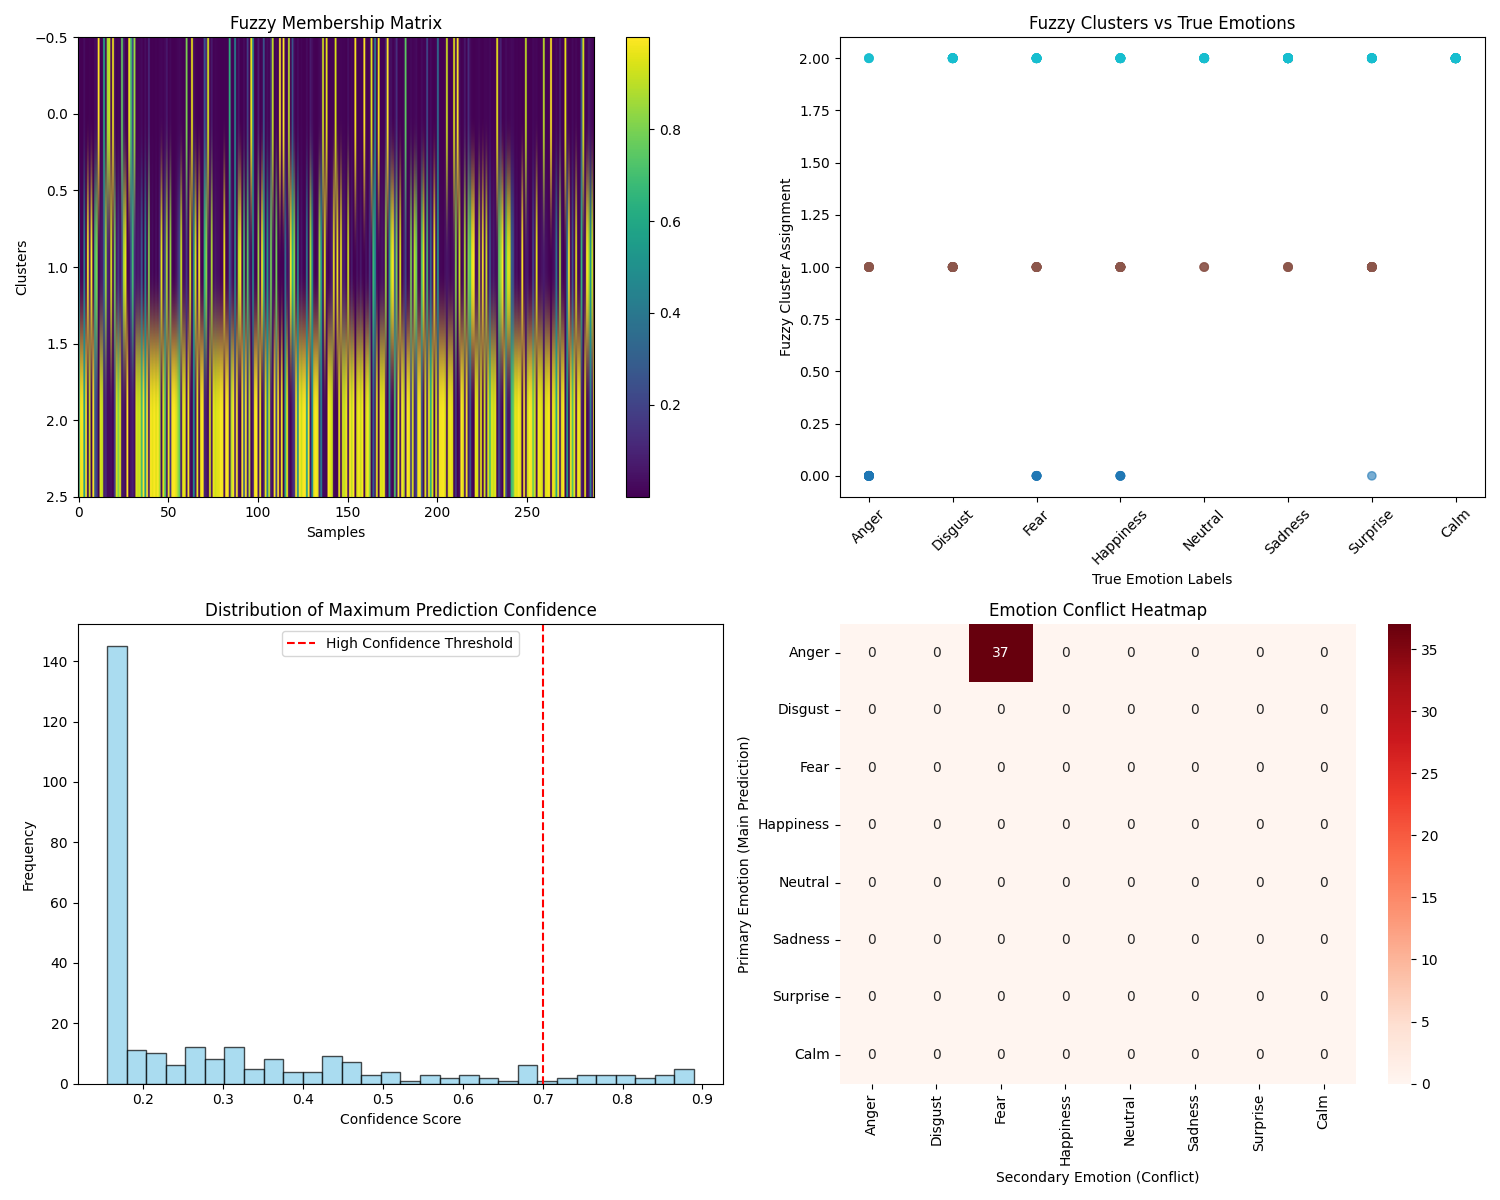 Fuzzy Membership Matrix
−0.5
0.0
0.5
1.0
1.5
2.0
2.5
Clusters
0 50 100 150 200 250
Samples
0.8
0.6
0.4
0.2
Fuzzy Clusters vs True Emotions
2.00
1.75
1.50
1.25
1.00
0.75
0.50
0.25
0.00
Fuzzy Cluster Assignment
Anger Disgust Fear Happiness Neutral Sadness Surprise Calm
True Emotion Labels
Distribution of Maximum Prediction Confidence
High Confidence Threshold
140
120
100
80
60
40
20
0
Frequency
0.2 0.3 0.4 0.5 0.6 0.7 0.8 0.9
Confidence Score
Emotion Conflict Heatmap
Primary Emotion (Main Prediction)
Anger 0 0 37 0 0 0 0 0
Disgust 0 0 0 0 0 0 0 0
Fear 0 0 0 0 0 0 0 0
Happiness 0 0 0 0 0 0 0 0
Neutral 0 0 0 0 0 0 0 0
Sadness 0 0 0 0 0 0 0 0
Surprise 0 0 0 0 0 0 0 0
Calm 0 0 0 0 0 0 0 0
Anger Disgust Fear Happiness Neutral Sadness Surprise Calm
Secondary Emotion (Conflict)
35
30
25
20
15
10
5
0